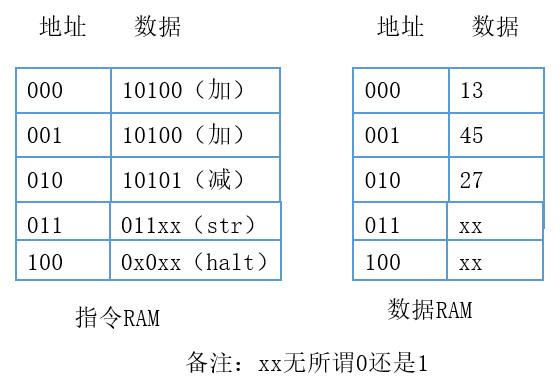 地址 数据 地址 数据
000 10100（加） 000 13
001 10100（加） 001 45
010 10101（减） 010 27
011 011xx（str） 011 xx
100 0x0xx（halt） 100 xx
指令RAM 数据RAM
备注：xx无所谓0还是1